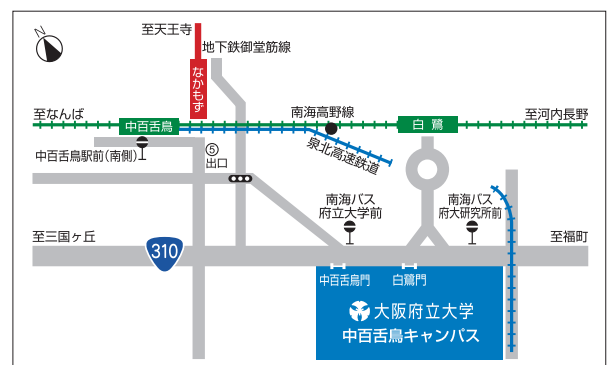 N
至天王寺
地下鉄御堂筋線
なかもず
至なんば
中百舌鳥
南海高野線
白鷺
至河内長野
中百舌鳥駅前(南側)
⑤
出口
泉北高速鉄道
南海バス
府立大学前
南海バス
府大研究所前
至三国ヶ丘
310
至福町
中百舌鳥門
白鷺門
大阪府立大学
中百舌鳥キャンパス